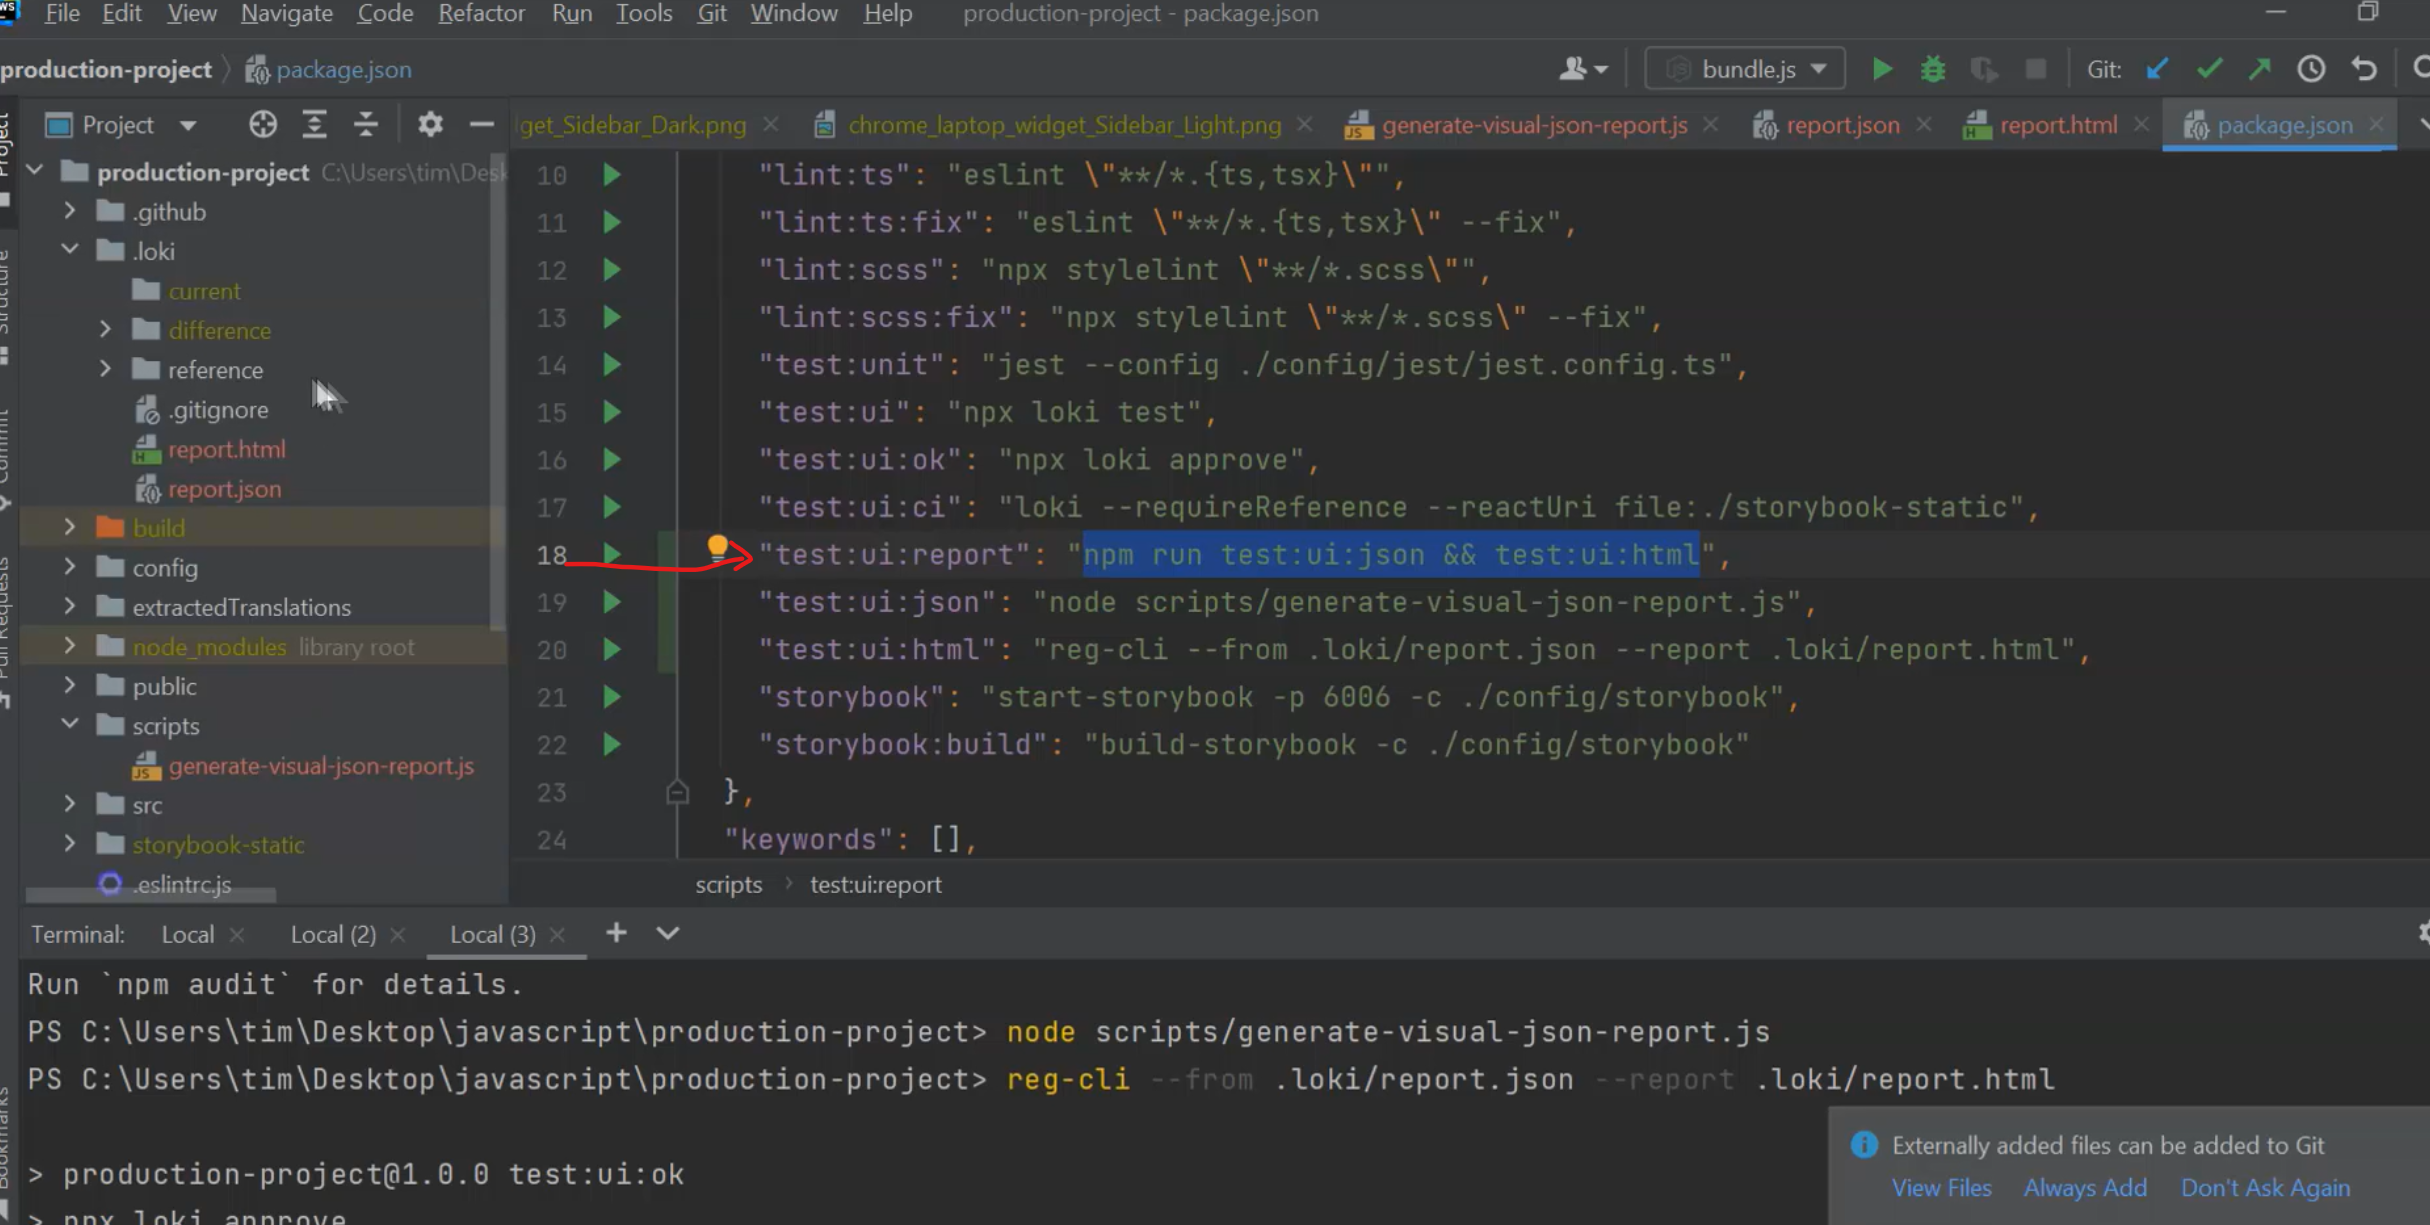 File Edit View Navigate Code Refactor Run Tools Git Window Help production-project - package.json
production-project package.json bundle.js Git:
Project get_Sidebar_Dark.png chrome_laptop_widget_Sidebar_Light.png generate-visual-json-report.js report.json report.html package.json
production-project C:\Users\tim\Desk
.github
.loki
current
difference
reference
.gitignore
report.html
report.json
build
config
extractedTranslations
node_modules library root
public
scripts
generate-visual-json-report.js
src
storybook-static
.eslintrc.js
10 "lint:ts": "eslint \"**/*.{ts,tsx}\"",
11 "lint:ts:fix": "eslint \"**/*.{ts,tsx}\" --fix",
12 "lint:scss": "npx stylelint \"**/*.scss\"",
13 "lint:scss:fix": "npx stylelint \"**/*.scss\" --fix",
14 "test:unit": "jest --config ./config/jest/jest.config.ts",
15 "test:ui": "npx loki test",
16 "test:ui:ok": "npx loki approve",
17 "test:ui:ci": "loki --requireReference --reactUri file:./storybook-static",
18 "test:ui:report": "npm run test:ui:json && test:ui:html",
19 "test:ui:json": "node scripts/generate-visual-json-report.js",
20 "test:ui:html": "reg-cli --from .loki/report.json --report .loki/report.html",
21 "storybook": "start-storybook -p 6006 -c ./config/storybook",
22 "storybook:build": "build-storybook -c ./config/storybook"
23 },
24 "keywords": [],
scripts test:ui:report
Project
Structure
Commit
Pull Requests
Bookmarks
Terminal: Local Local (2) Local (3)
Run `npm audit` for details.
PS C:\Users\tim\Desktop\javascript\production-project> node scripts/generate-visual-json-report.js
PS C:\Users\tim\Desktop\javascript\production-project> reg-cli --from .loki/report.json --report .loki/report.html
> production-project@1.0.0 test:ui:ok
> npx loki approve
Externally added files can be added to Git
View Files Always Add Don't Ask Again